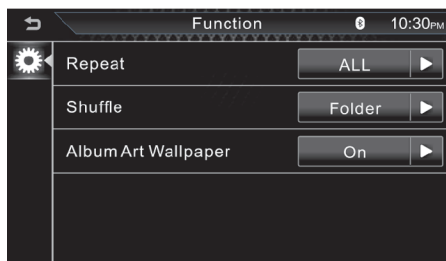 Function 10:30PM
Repeat ALL
Shuffle Folder
Album Art Wallpaper On